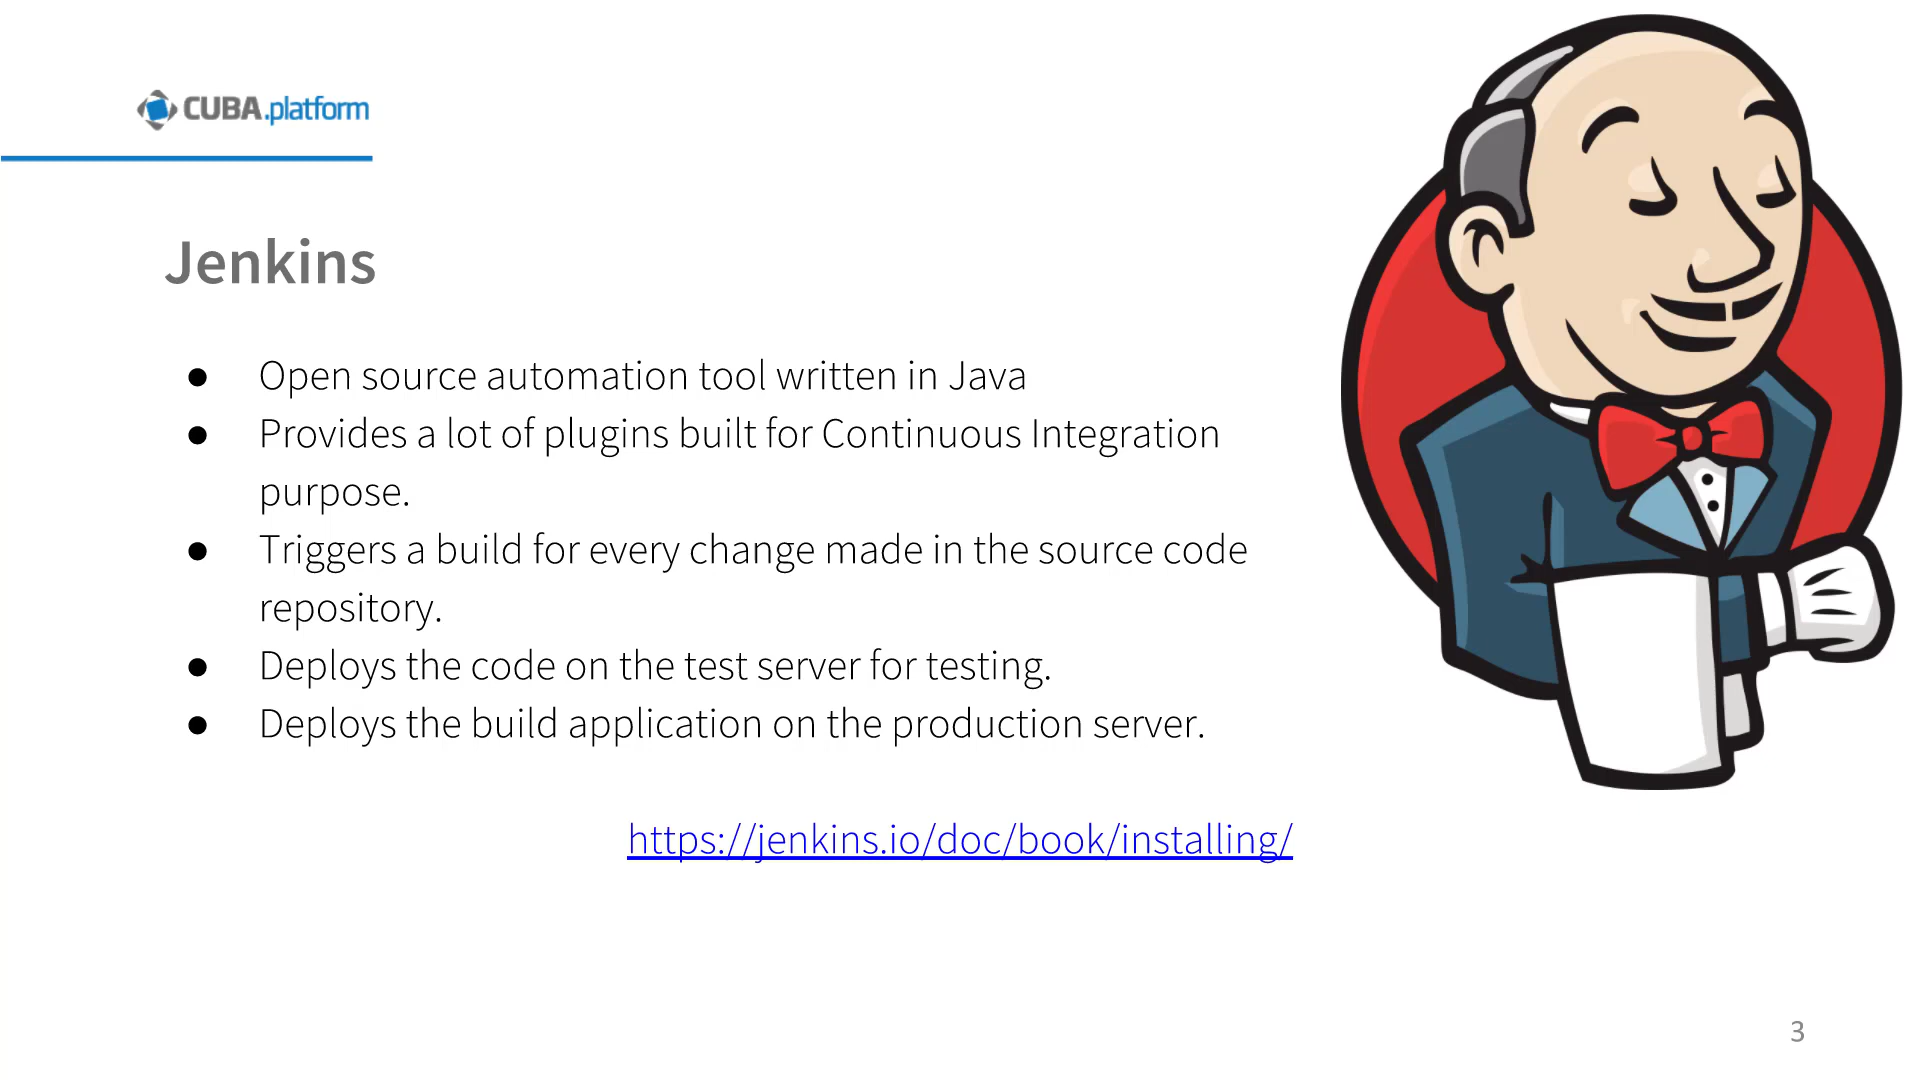 CUBA.platform
Jenkins
● Open source automation tool written in Java
● Provides a lot of plugins built for Continuous Integration
purpose.
● Triggers a build for every change made in the source code
repository.
● Deploys the code on the test server for testing.
● Deploys the build application on the production server.
https://jenkins.io/doc/book/installing/
3